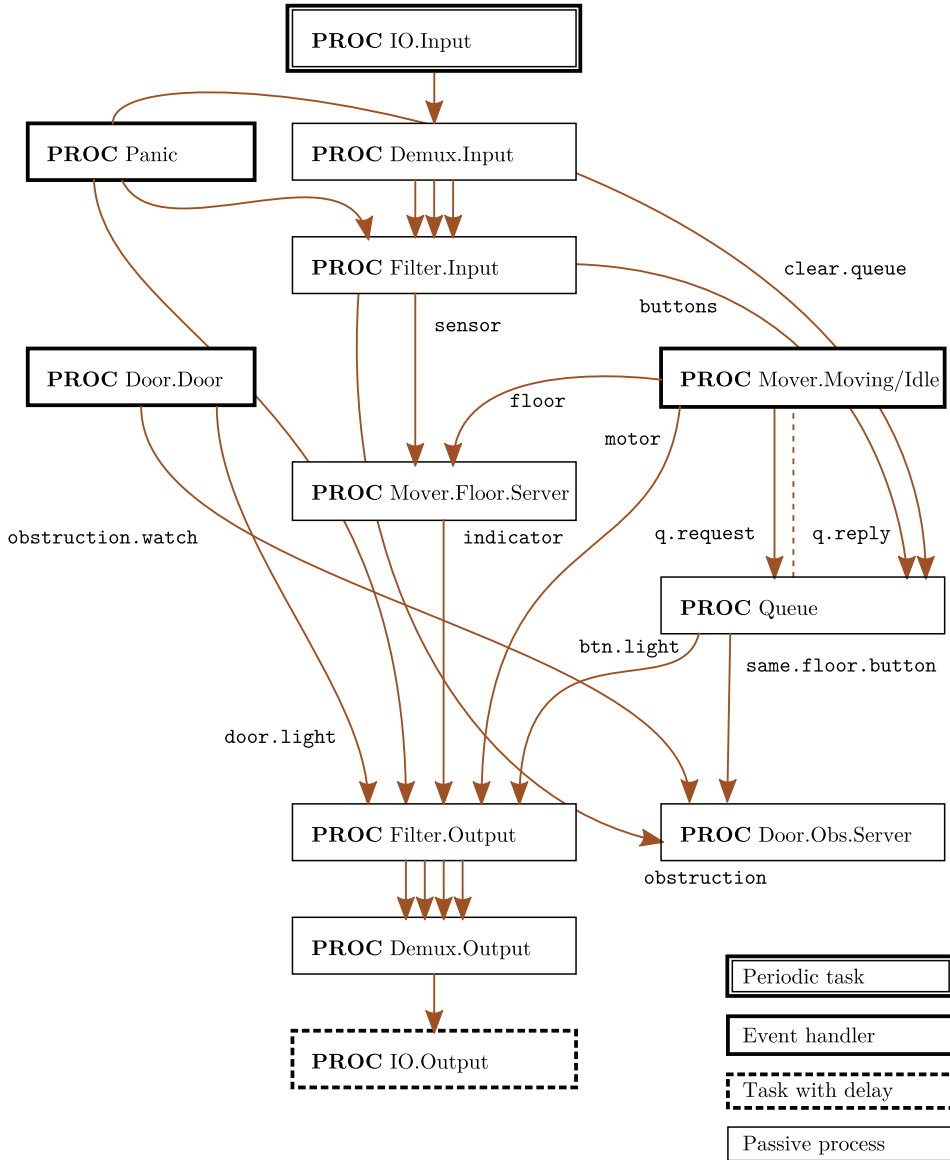 PROC IO.Input
PROC Panic
PROC Demux.Input
PROC Filter.Input
clear.queue
buttons
sensor
PROC Door.Door
PROC Mover.Moving/Idle
floor
motor
PROC Mover.Floor.Server
obstruction.watch
indicator
q.request
q.reply
PROC Queue
btn.light
same.floor.button
door.light
PROC Filter.Output
PROC Door.Obs.Server
obstruction
PROC Demux.Output
Periodic task
Event handler
PROC IO.Output
Task with delay
Passive process